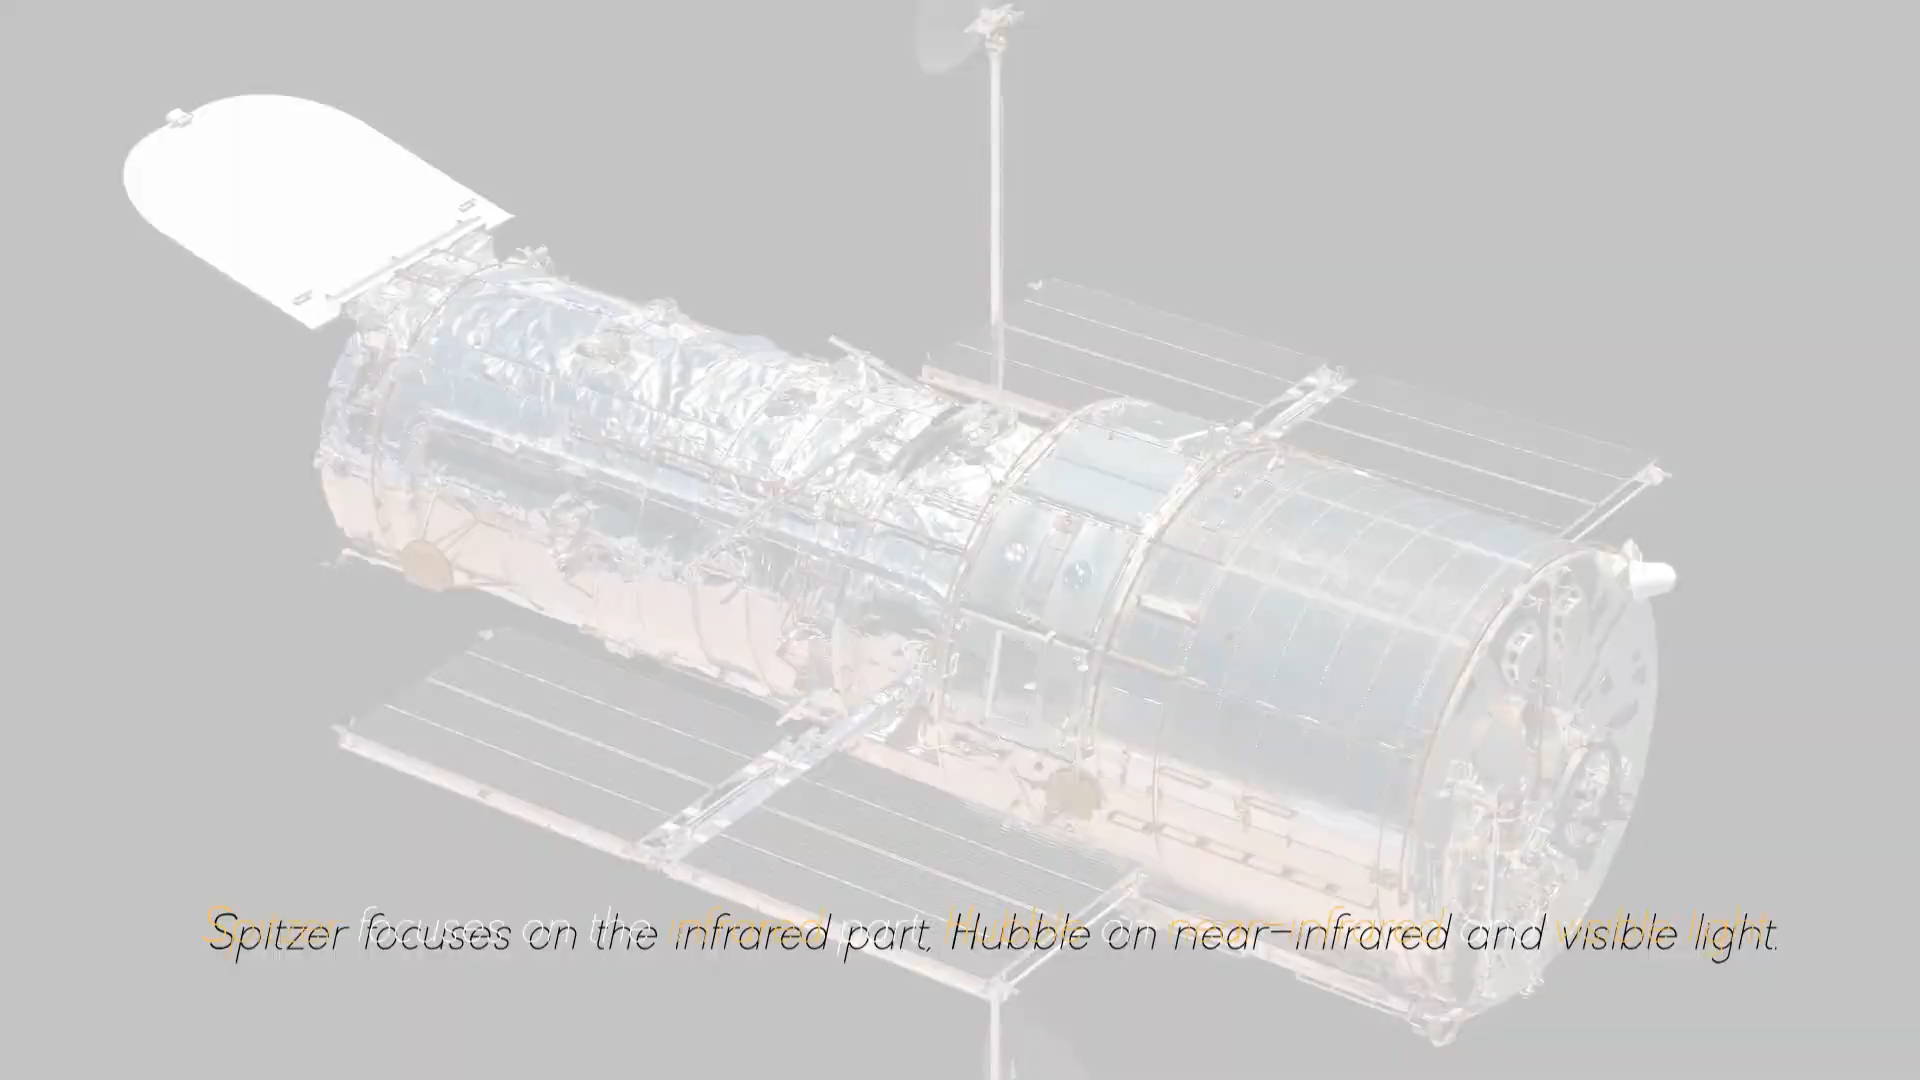 Spitzer focuses on the infrared part, Hubble on near-infrared and visible light.